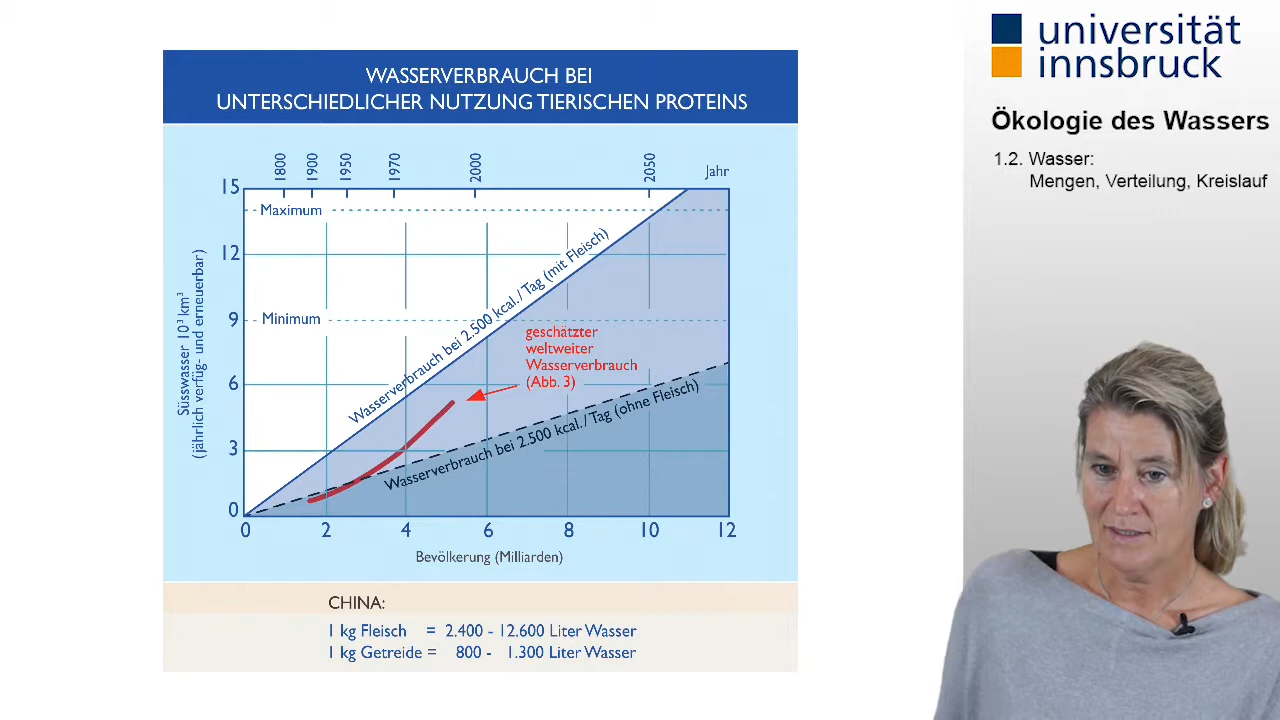 WASSERVERBRAUCH BEI
UNTERSCHIEDLICHER NUTZUNG TIERISCHEN PROTEINS
1800
1900
1950
1970
2000
2050
Jahr
15
12
9
6
3
0
Maximum
Minimum
Süsswasser 10³ km³
(jährlich verfüg- und erneuerbar)
Wasserverbrauch bei 2.500 kcal./ Tag (mit Fleisch)
geschätzter
weltweiter
Wasserverbrauch
(Abb. 3)
Wasserverbrauch bei 2.500 kcal./ Tag (ohne Fleisch)
0 2 4 6 8 10 12
Bevölkerung (Milliarden)
CHINA:
1 kg Fleisch = 2.400 - 12.600 Liter Wasser
1 kg Getreide = 800 - 1.300 Liter Wasser
universität
innsbruck
Ökologie des Wassers
1.2. Wasser:
Mengen, Verteilung, Kreislauf